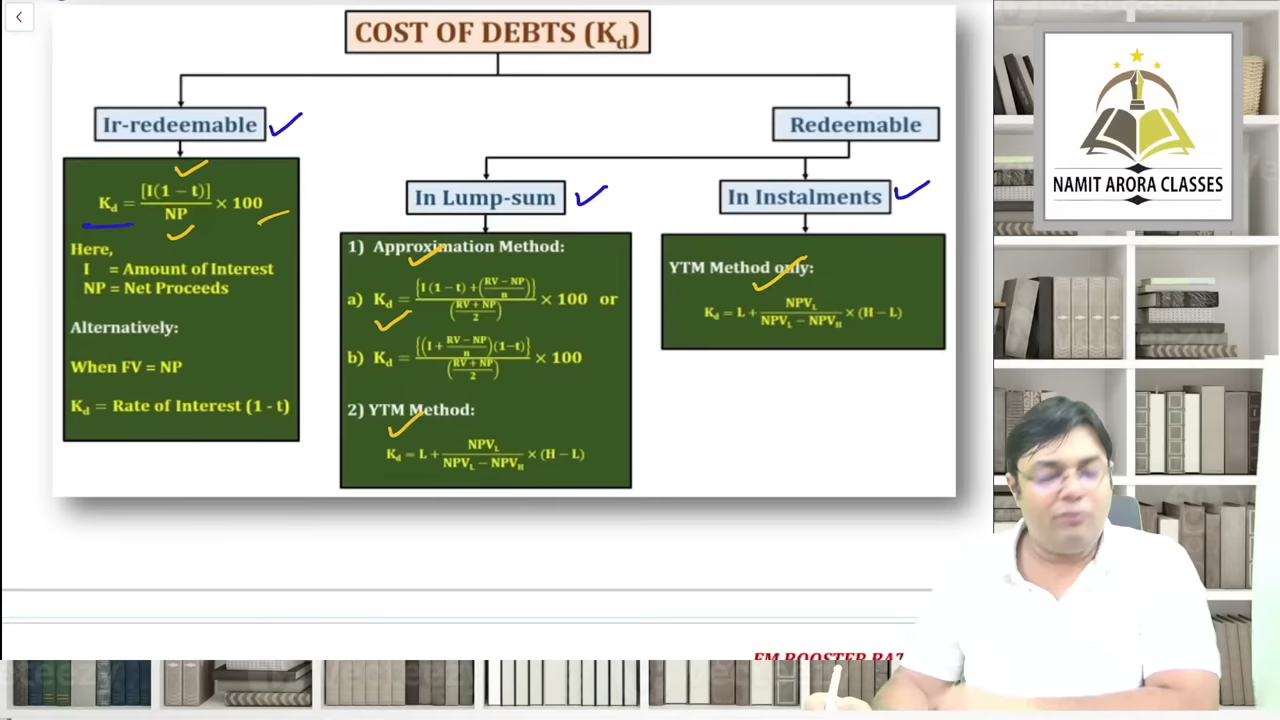 COST OF DEBTS (Kd)
Ir-redeemable
Redeemable
In Lump-sum
In Instalments
Kd = [I(1 – t)] / NP × 100
Here,
I = Amount of Interest
NP = Net Proceeds
Alternatively:
When FV = NP
Kd = Rate of Interest (1 - t)
1) Approximation Method:
a) Kd = {I (1 – t) + (RV – NP / n)} / (RV + NP / 2) × 100 or
b) Kd = {(I + RV – NP / n) (1–t)} / (RV + NP / 2) × 100
2) YTM Method:
Kd = L + NPVL / NPVL – NPVH × (H – L)
YTM Method only:
Kd = L + NPVL / NPVL – NPVH × (H – L)
NAMIT ARORA CLASSES
FM BOOSTER